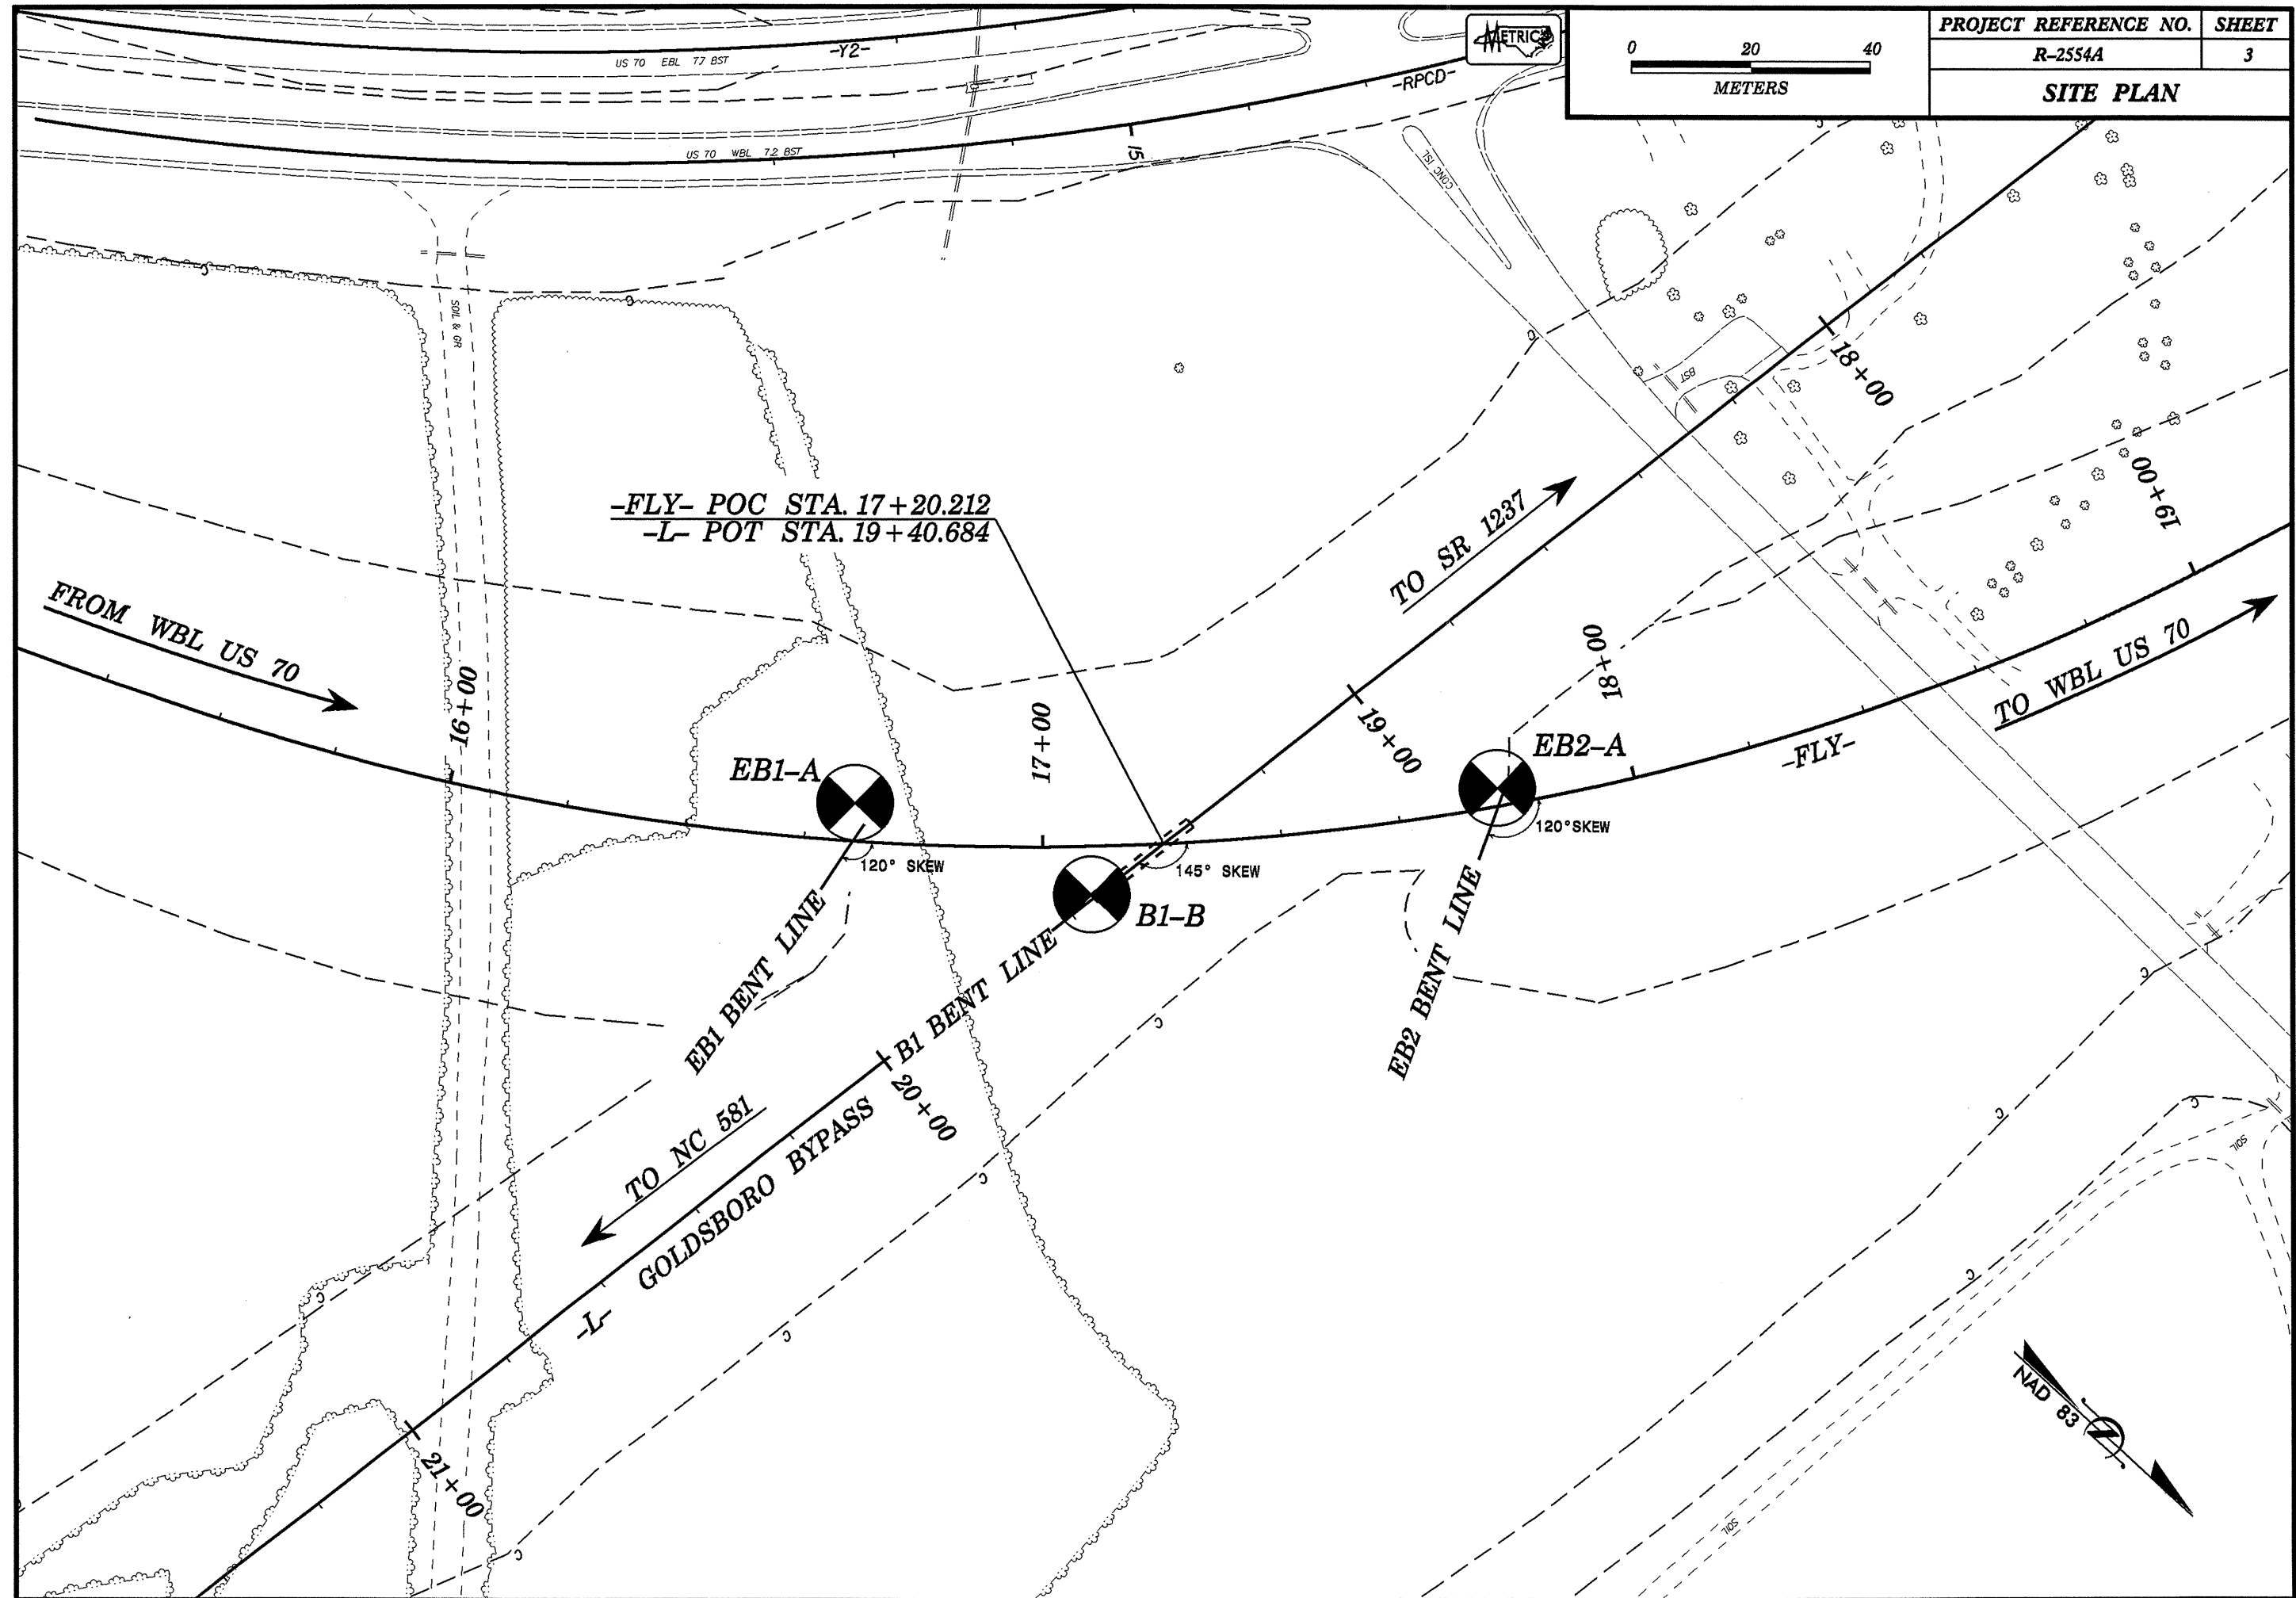 -Y2-
US 70 EBL 7.7 BST
METRIC
0 20 40
METERS
PROJECT REFERENCE NO.
SHEET
R-2554A
3
SITE PLAN
-RPCD-
US 70 WBL 7.2 BST
15
CONC ISL
C
C
C
C
SOIL & GR
18+00
BST
-FLY- POC STA. 17+20.212
-L- POT STA. 19+40.684
TO SR 1237
19+00
FROM WBL US 70
16+00
18+00
TO WBL US 70
17+00
19+00
EB1-A
EB2-A
-FLY-
120° SKEW
145° SKEW
120° SKEW
B1-B
EB1 BENT LINE
B1 BENT LINE
EB2 BENT LINE
C
C
20+00
TO NC 581
GOLDSBORO BYPASS
-L-
C
C
C
SOIL
C
C
C
21+00
NAD 83
C
SOIL